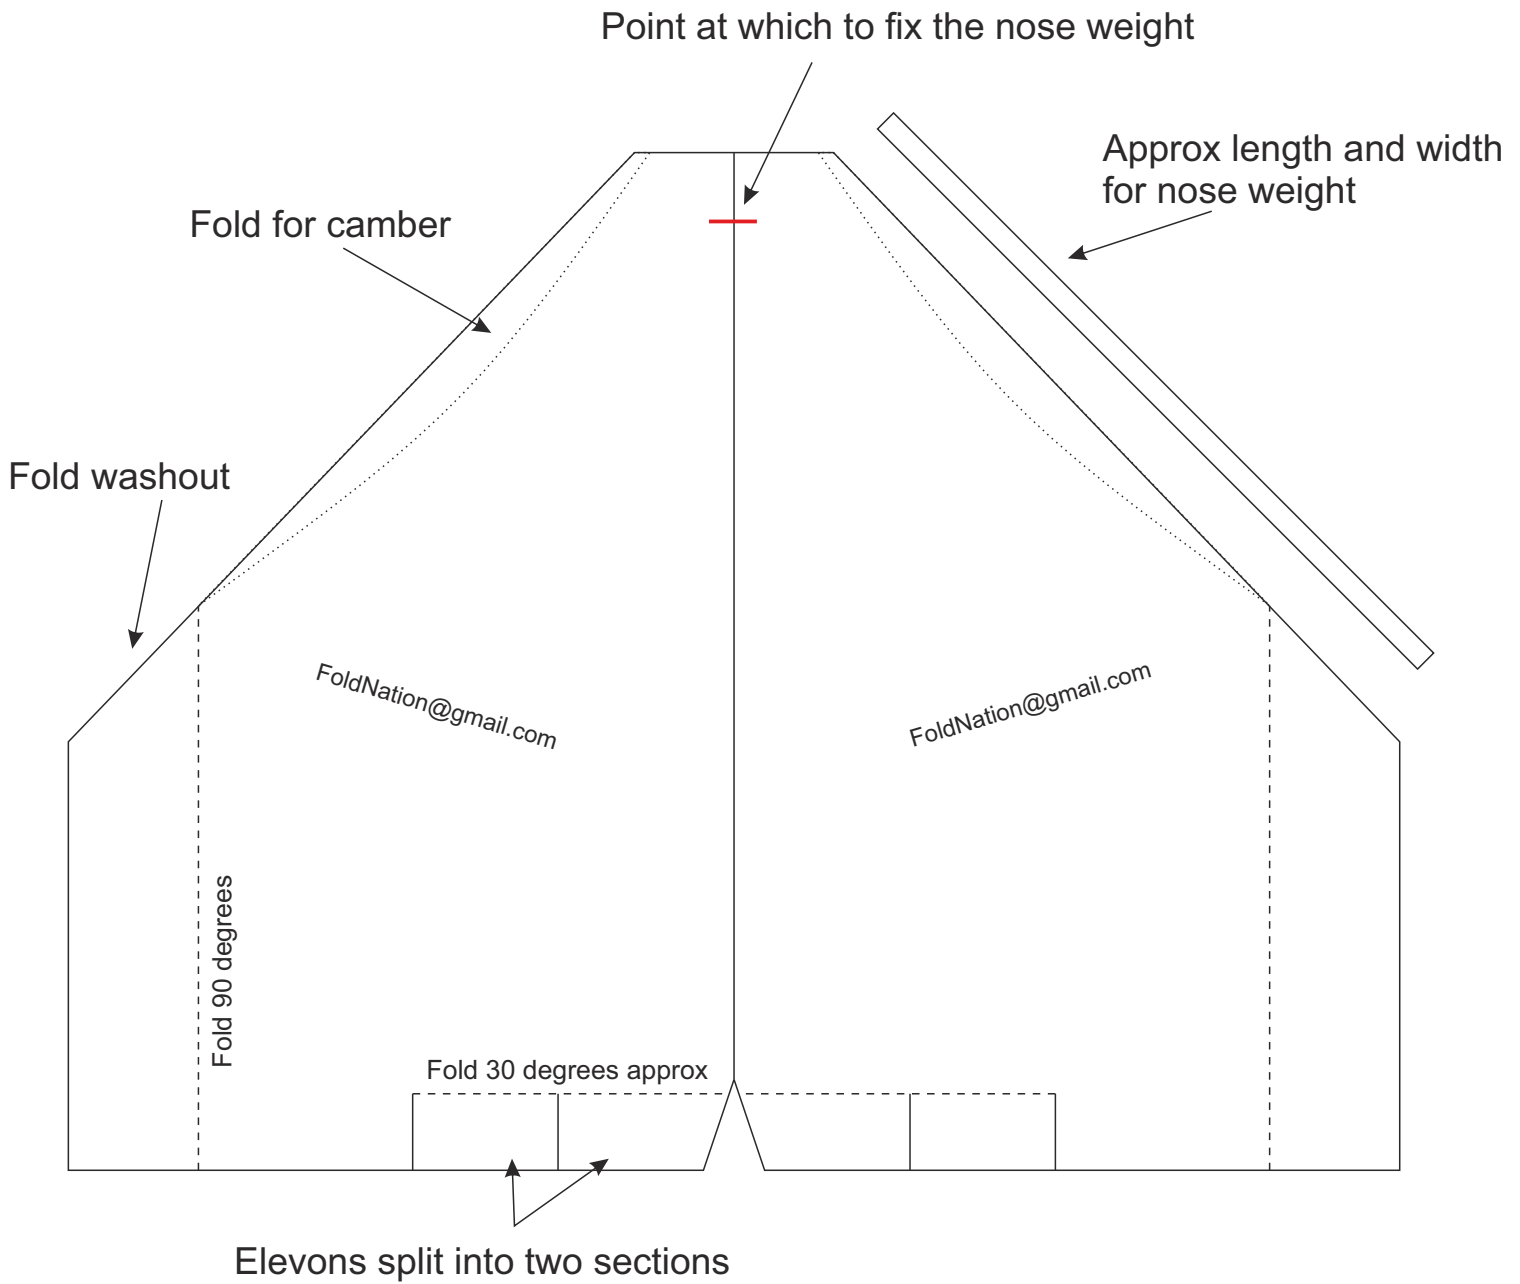 Point at which to fix the nose weight
Approx length and width
for nose weight
Fold for camber
Fold washout
FoldNation@gmail.com
FoldNation@gmail.com
Fold 90 degrees
Fold 30 degrees approx
Elevons split into two sections